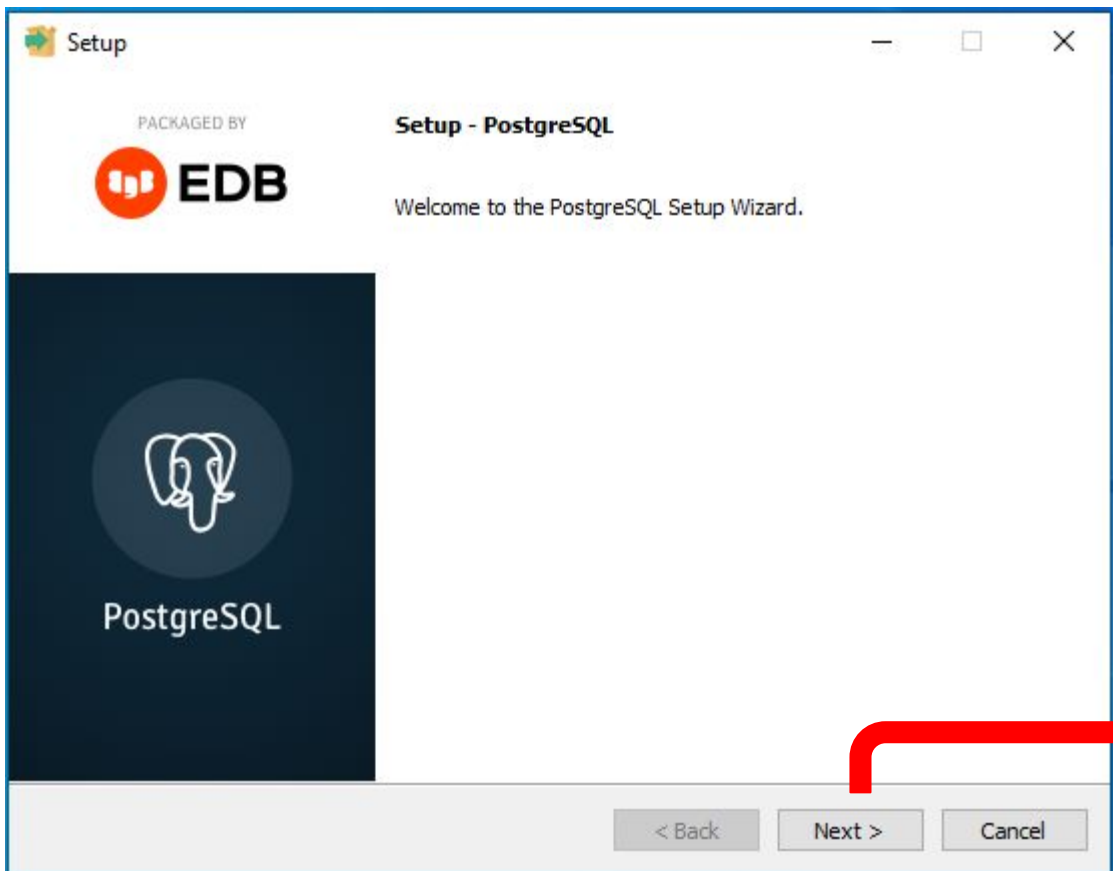 Setup
PACKAGED BY
EDB
Setup - PostgreSQL
Welcome to the PostgreSQL Setup Wizard.
PostgreSQL
< Back
Next >
Cancel